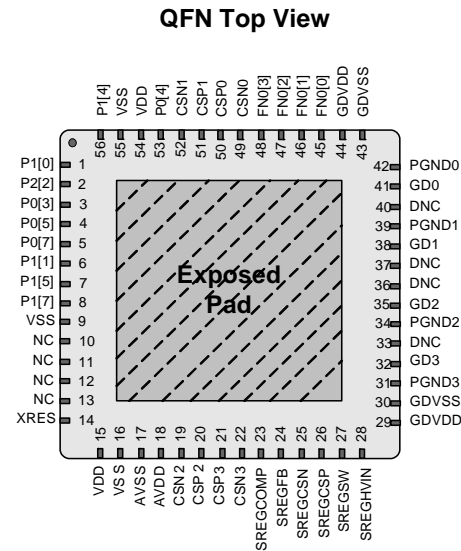 QFN Top View
P1[4]
VSS
VDD
P0[4]
CSN1
CSP1
CSP0
CSN0
FN0[3]
FN0[2]
FN0[1]
FN0[0]
GDVDD
GDVSS
56
55
54
53
52
51
50
49
48
47
46
45
44
43
P1[0] 1
P2[2] 2
P0[3] 3
P0[5] 4
P0[7] 5
P1[1] 6
P1[5] 7
P1[7] 8
VSS 9
NC 10
NC 11
NC 12
NC 13
XRES 14
Exposed
Pad
42 PGND0
41 GD0
40 DNC
39 PGND1
38 GD1
37 DNC
36 DNC
35 GD2
34 PGND2
33 DNC
32 GD3
31 PGND3
30 GDVSS
29 GDVDD
15
16
17
18
19
20
21
22
23
24
25
26
27
28
VDD
VSS
AVSS
AVDD
CSN2
CSP2
CSP3
CSN3
SREGCOMP
SREGFB
SREGCSN
SREGCSP
SREGSW
SREGHVIN